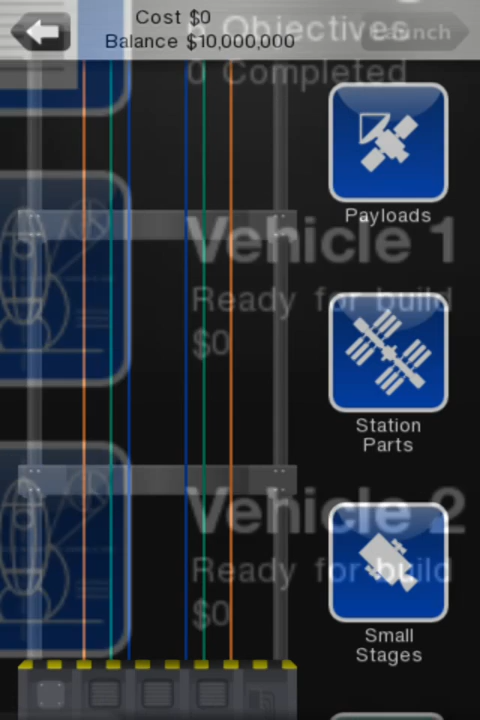 Cost $0
Balance $10,000,000
Objectives
Launch
0 Completed
Payloads
Vehicle 1
Ready for build
$0
Station
Parts
Vehicle 2
Ready for build
$0
Small
Stages